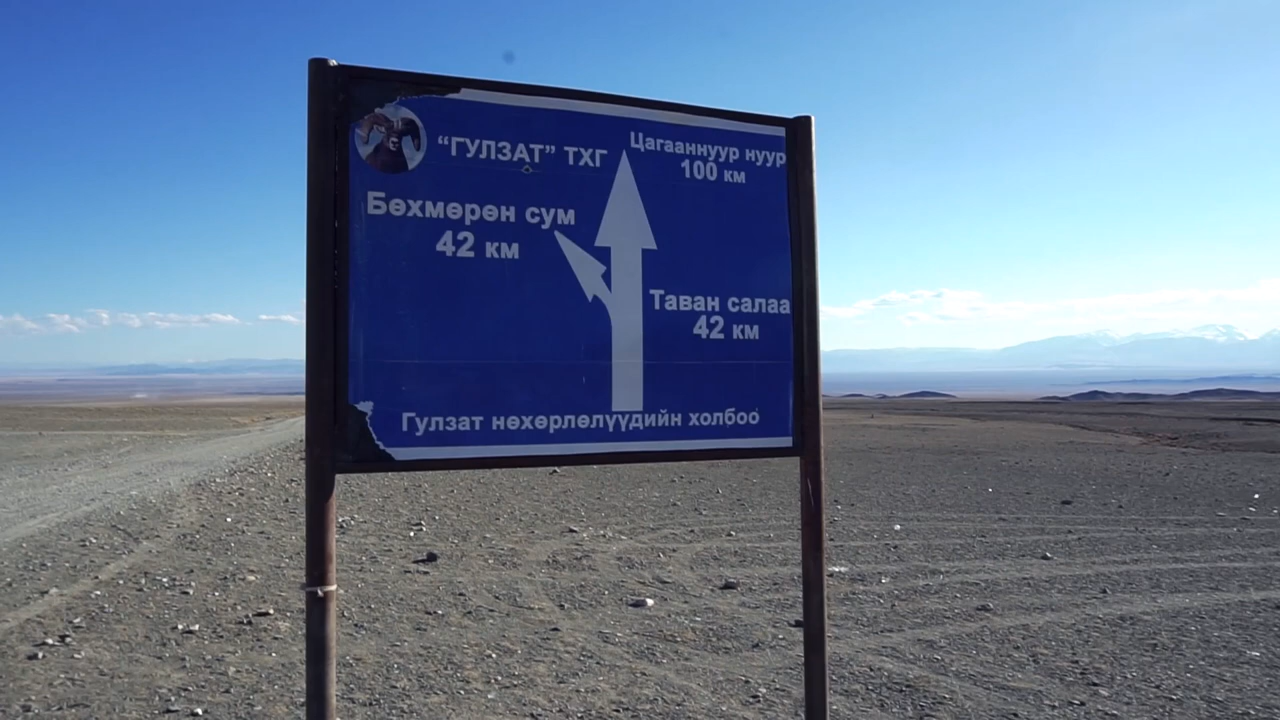 "ГУЛЗАТ" ТХГ
Цагааннуур нуур
100 км
Бөхмөрөн сум
42 км
Таван салаа
42 км
Гулзат нөхөрлөлүүдийн холбоо